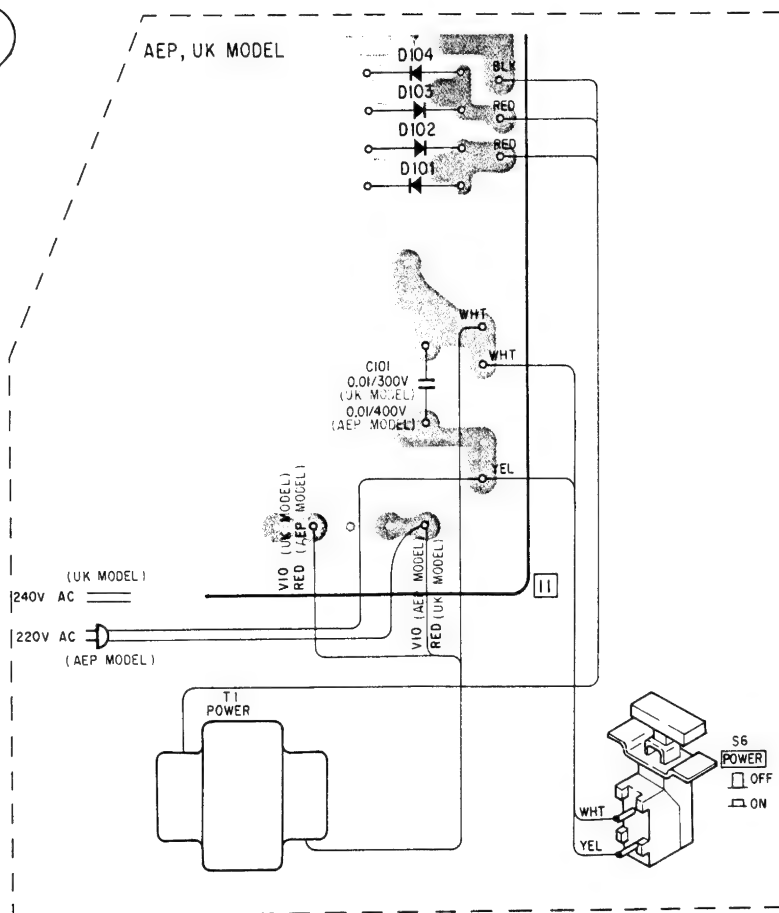 AEP, UK MODEL
D104
BLK
D103
RED
D102
RED
D101
WHT
WHT
C101
0.01/300V
(UK MODEL)
0.01/400V
(AEP MODEL)
YEL
VIO (UK MODEL)
RED (AEP MODEL)
VIO (AEP MODEL)
RED (UK MODEL)
11
(UK MODEL)
240V AC
220V AC
(AEP MODEL)
T1
POWER
S6
POWER
OFF
ON
WHT
YEL